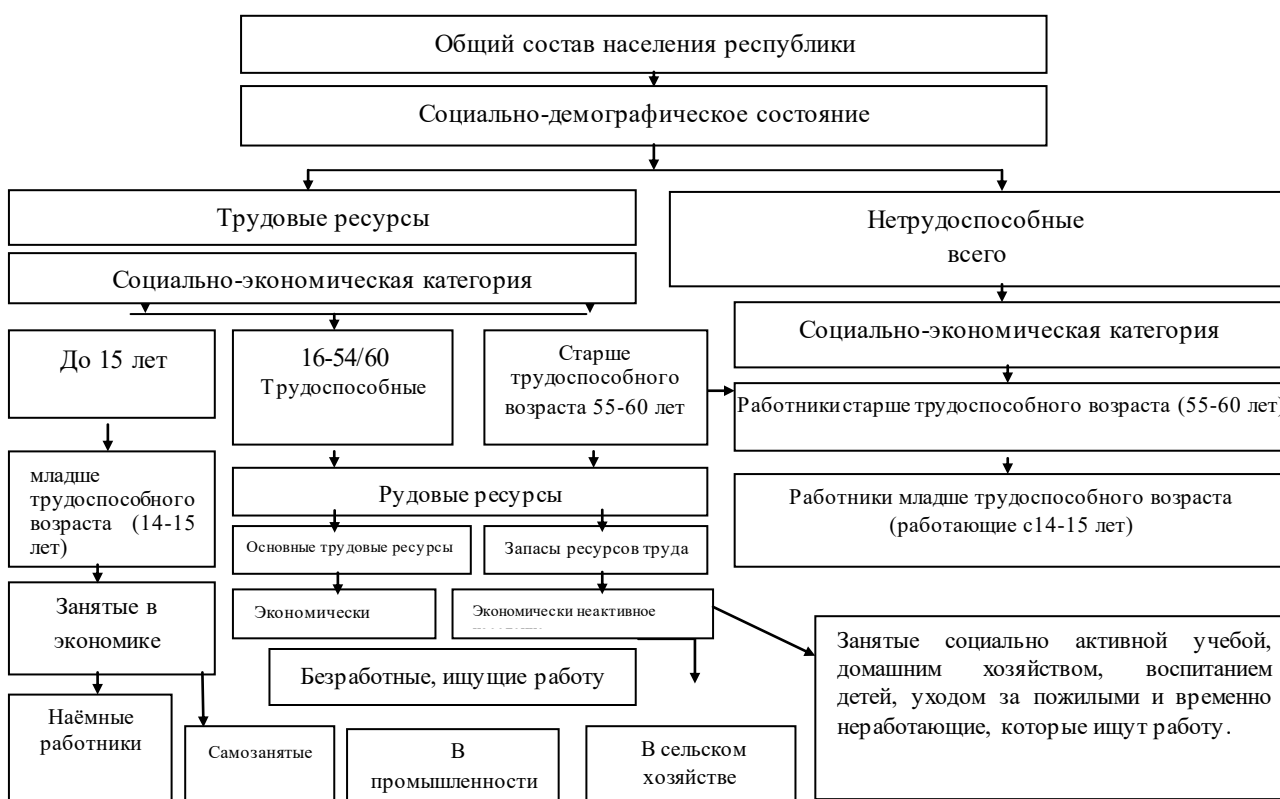 Общий состав населения республики
Социально-демографическое состояние
Трудовые ресурсы
Нетрудоспособные
всего
Социально-экономическая категория
Социально-экономическая категория
До 15 лет
16-54/60
Трудоспособные
Старше
трудоспособного
возраста 55-60 лет
Работники старше трудоспособного возраста (55-60 лет)
младше
трудоспособного
возраста (14-15
лет)
Рудовые ресурсы
Работники младше трудоспособного возраста
(работающие с14-15 лет)
Основные трудовые ресурсы
Запасы ресурсов труда
Занятые в
экономике
Экономически
Экономически неактивное
Занятые социально активной учебой,
домашним хозяйством, воспитанием
детей, уходом за пожилыми и временно
неработающие, которые ищут работу.
Безработные, ищущие работу
Наёмные
работники
Самозанятые
В
промышленности
В сельском
хозяйстве